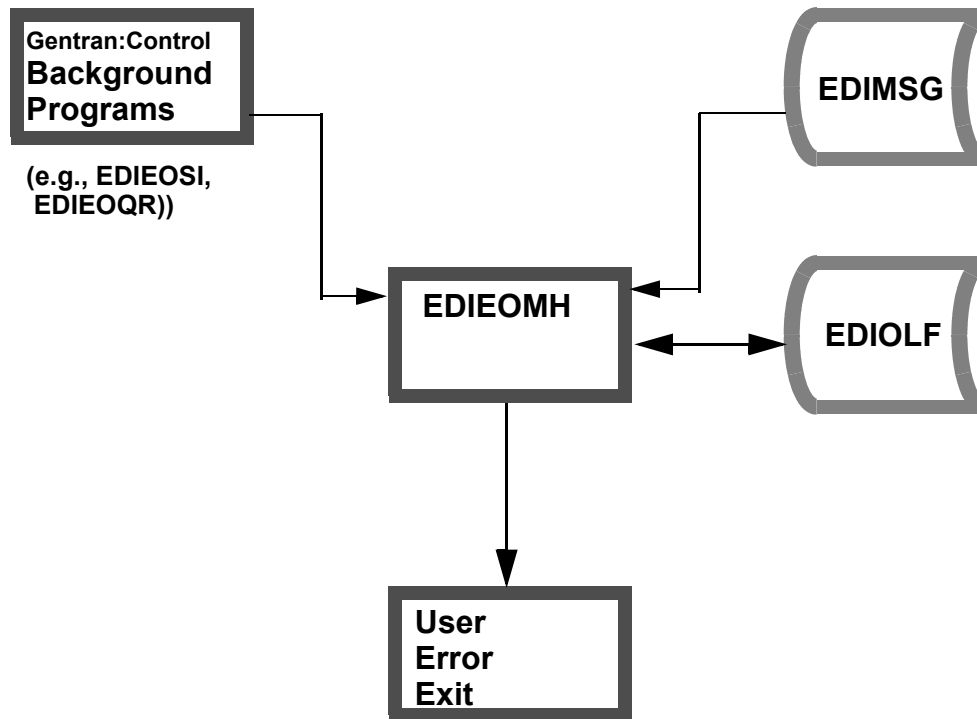 Gentran:Control
Background
Programs
(e.g., EDIEOSI,
EDIEOQR))
EDIMSG
EDIEOMH
EDIOLF
User
Error
Exit